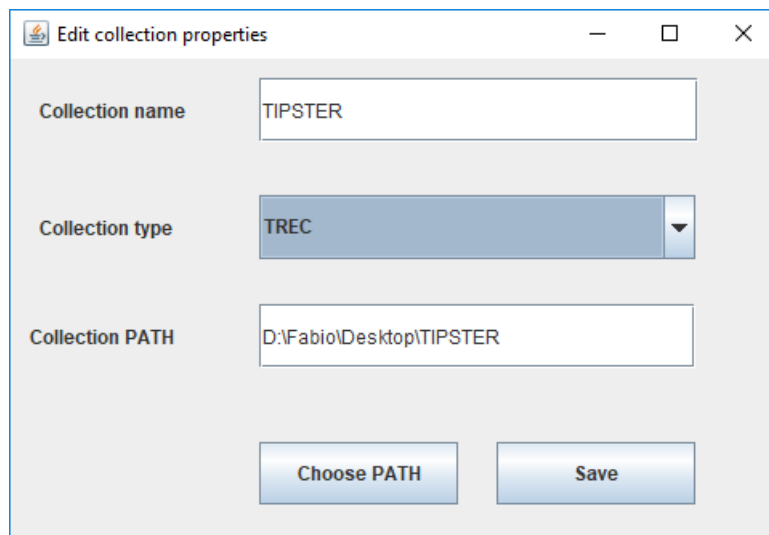 Edit collection properties
Collection name TIPSTER
Collection type TREC
Collection PATH D:\Fabio\Desktop\TIPSTER
Choose PATH Save